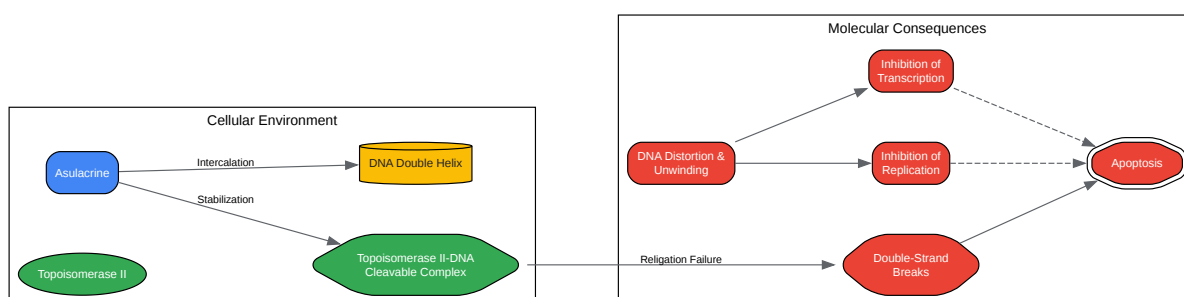 Cellular Environment
Asulacrine
Intercalation
DNA Double Helix
Stabilization
Topoisomerase II
Topoisomerase II-DNA
Cleavable Complex
Religation Failure
Molecular Consequences
Inhibition of
Transcription
DNA Distortion &
Unwinding
Inhibition of
Replication
Apoptosis
Double-Strand
Breaks